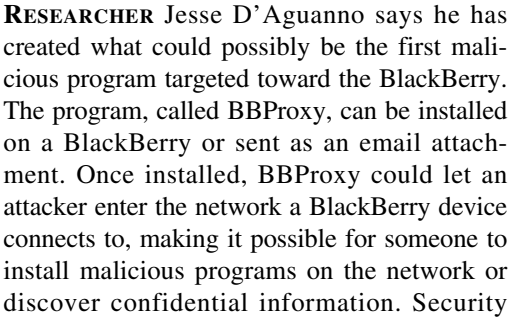 RESEARCHER Jesse D’Aguanno says he has
created what could possibly be the first mali-
cious program targeted toward the BlackBerry.
The program, called BBProxy, can be installed
on a BlackBerry or sent as an email attach-
ment. Once installed, BBProxy could let an
attacker enter the network a BlackBerry device
connects to, making it possible for someone to
install malicious programs on the network or
discover confidential information. Security